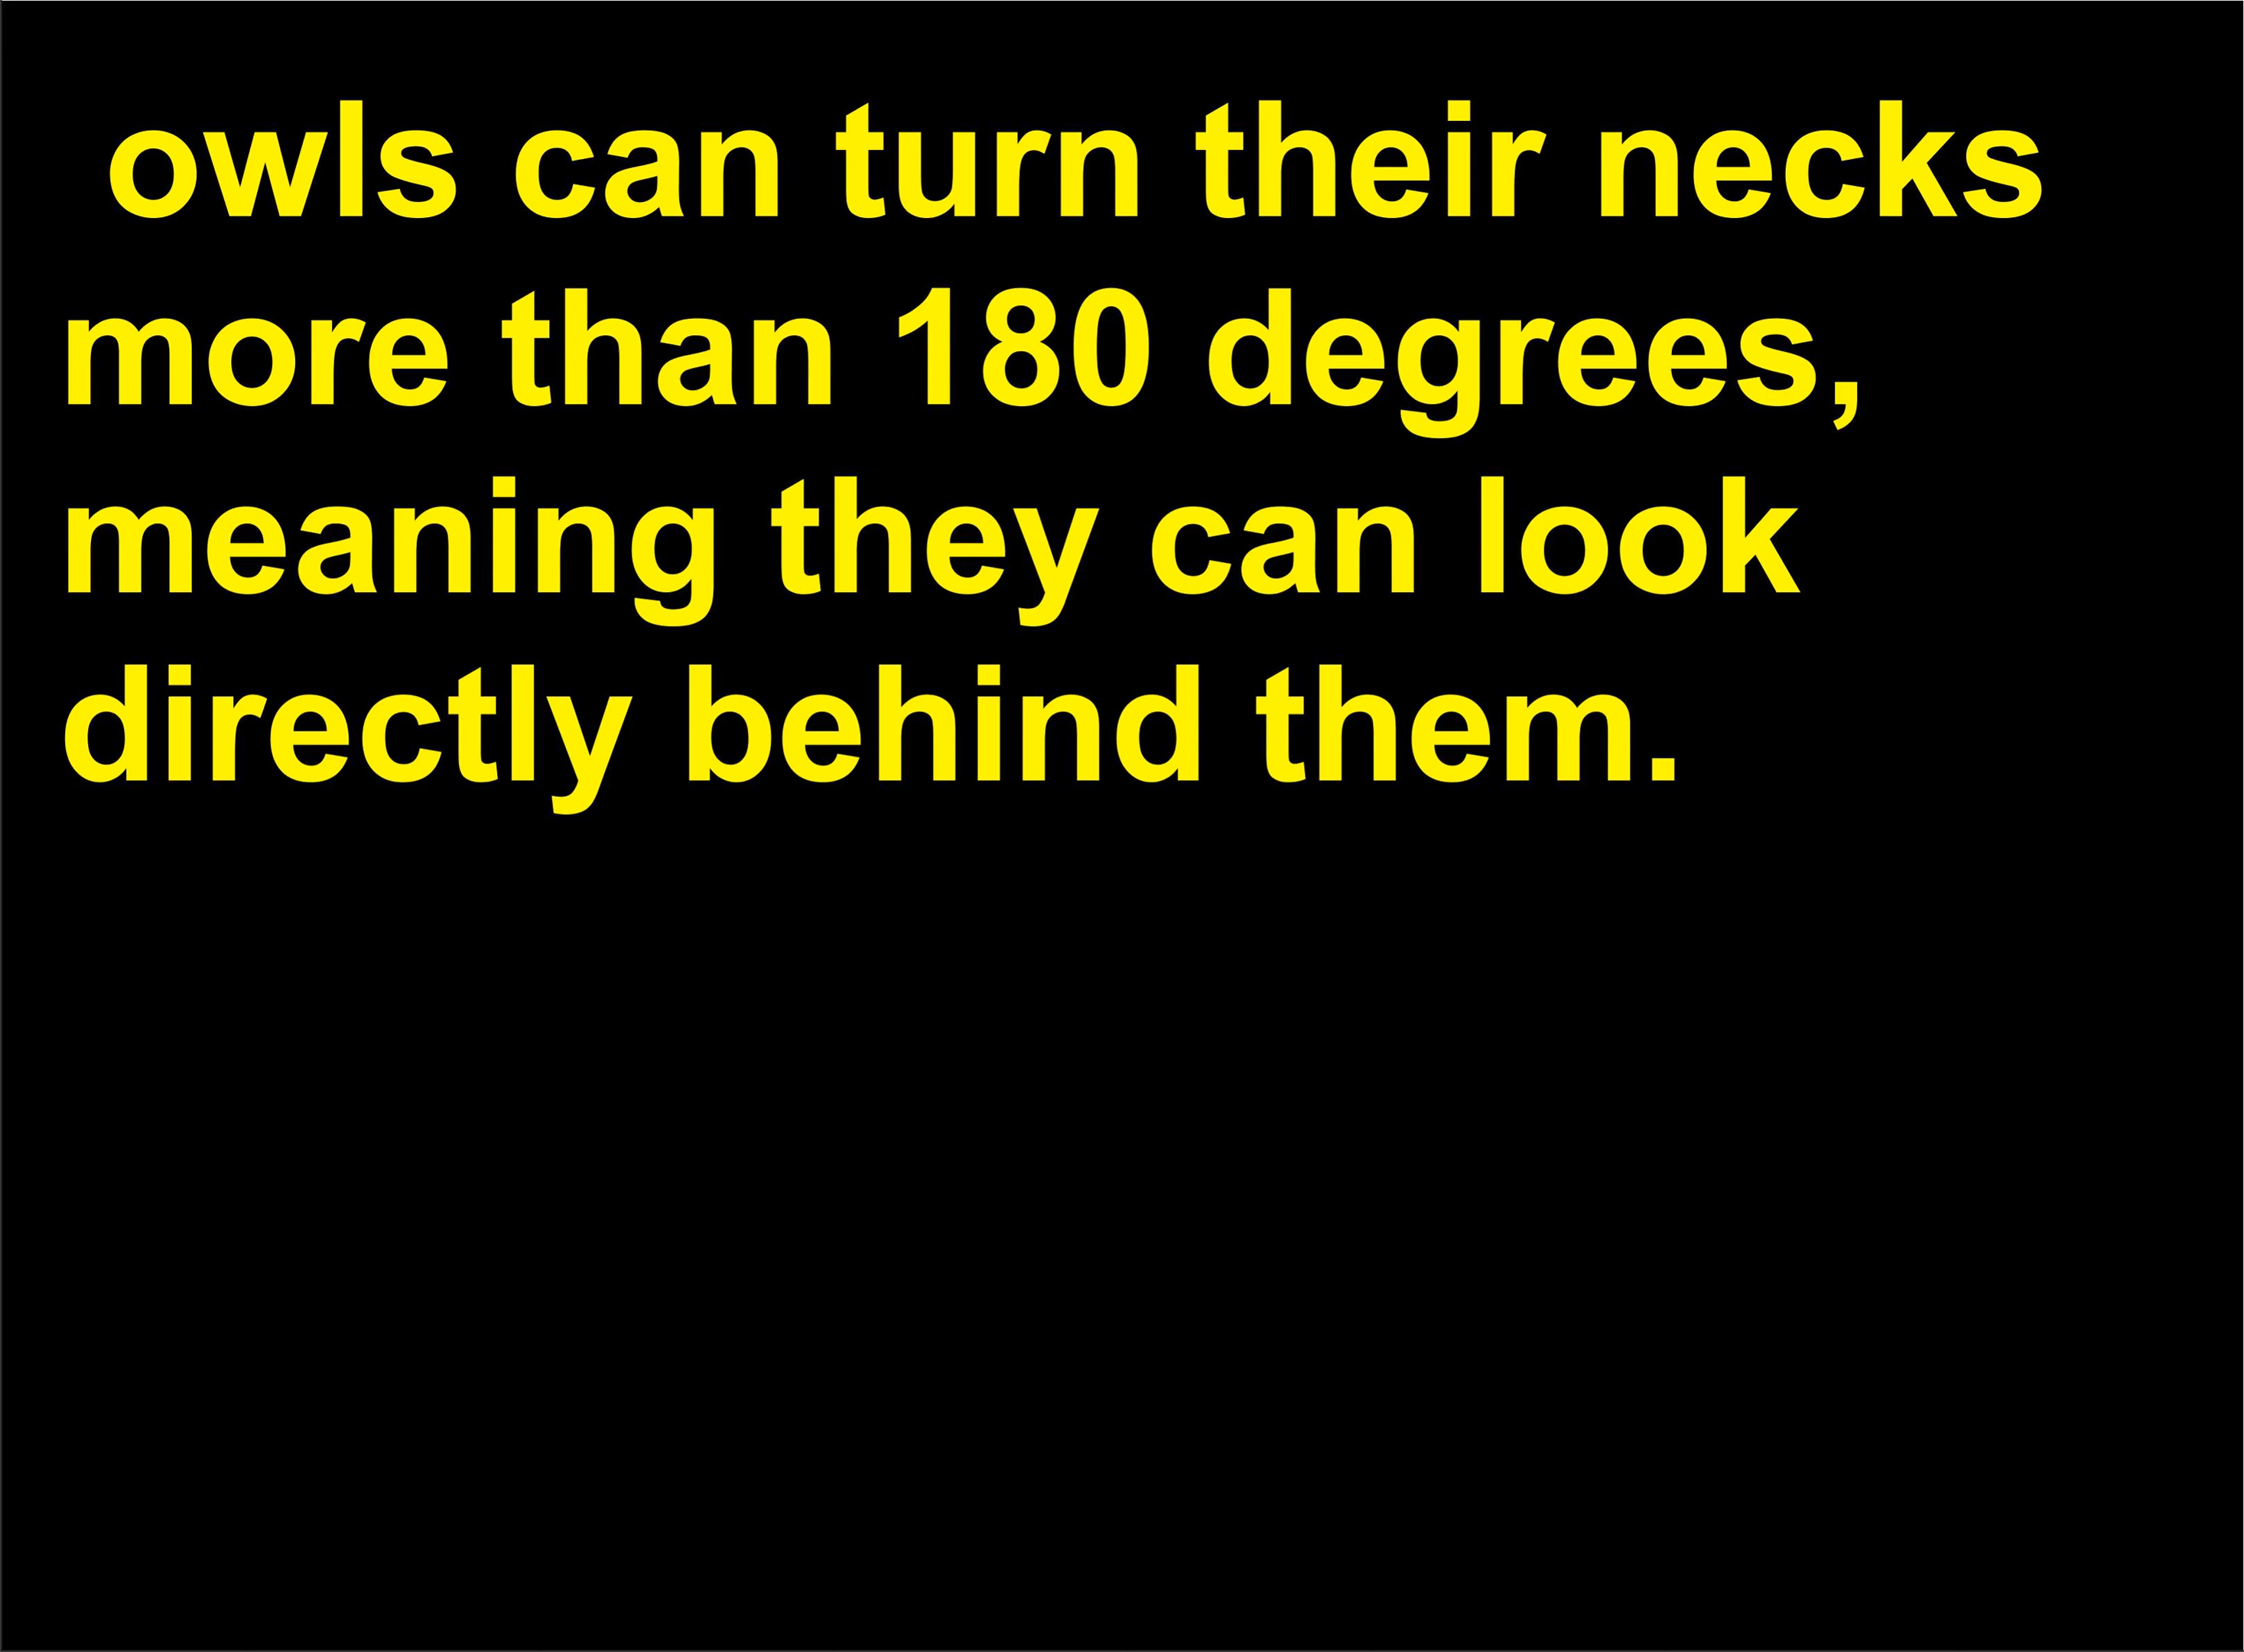 owls can turn their necks
more than 180 degrees,
meaning they can look
directly behind them.